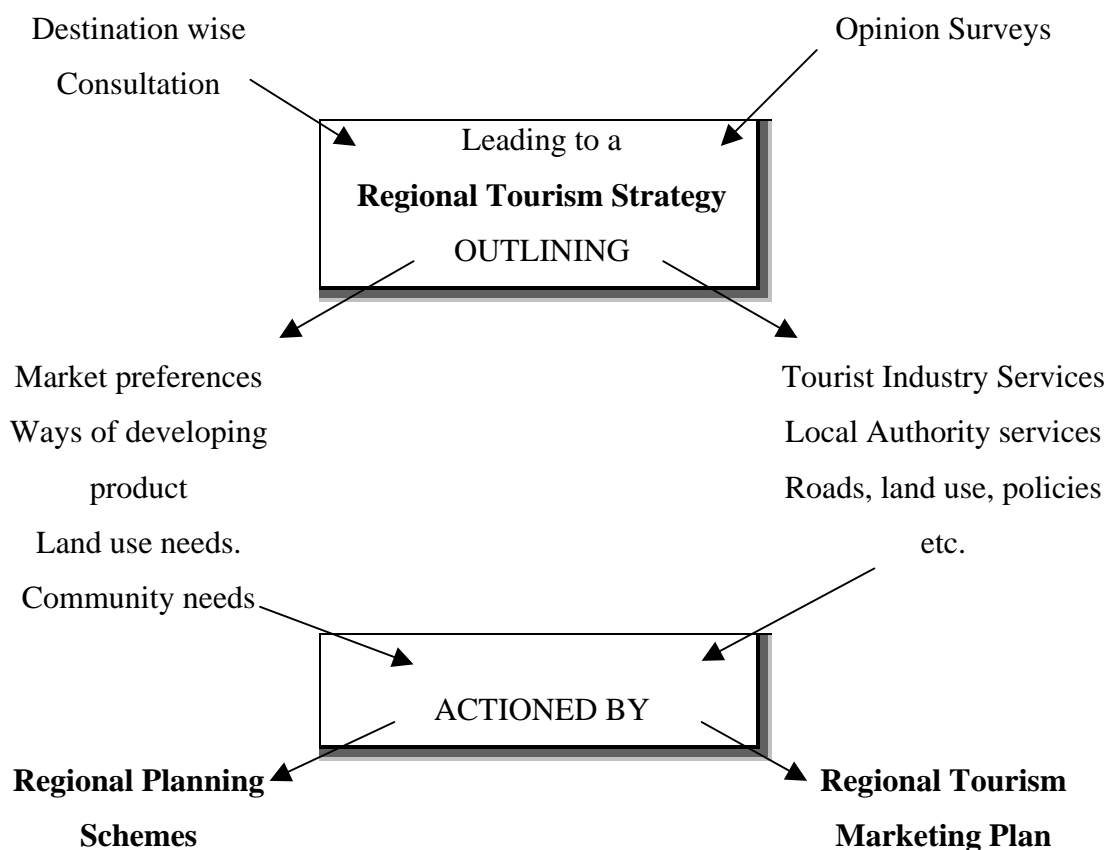 Destination wise
Consultation
Opinion Surveys
Leading to a
Regional Tourism Strategy
OUTLINING
Market preferences
Ways of developing
product
Land use needs.
Community needs
Tourist Industry Services
Local Authority services
Roads, land use, policies
etc.
ACTIONED BY
Regional Planning
Schemes
Regional Tourism
Marketing Plan